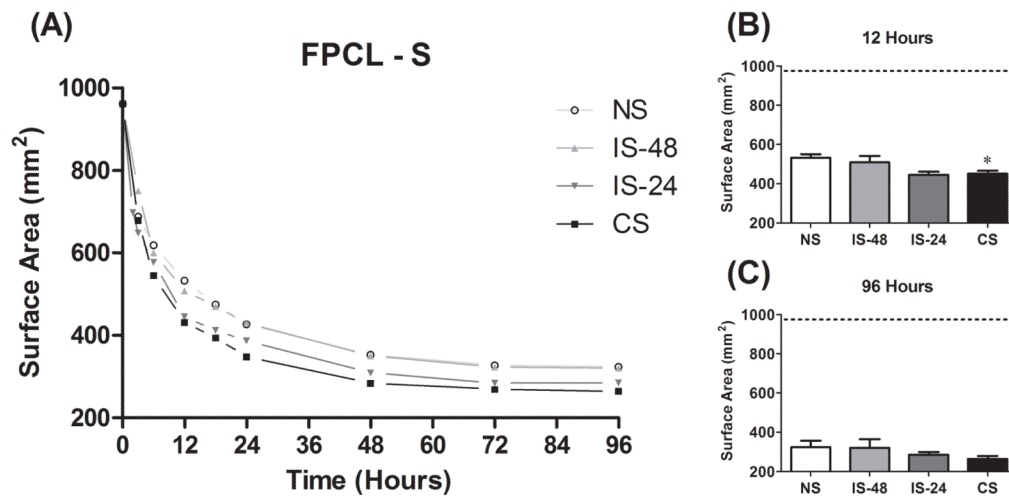 (A)
FPCL - S
Surface Area (mm²)
1000
800
600
400
200
0 12 24 36 48 60 72 84 96
Time (Hours)
NS
IS-48
IS-24
CS
(B)
12 Hours
Surface Area (mm²)
1000
800
600
400
200
*
NS IS-48 IS-24 CS
(C)
96 Hours
Surface Area (mm²)
1000
800
600
400
200
NS IS-48 IS-24 CS